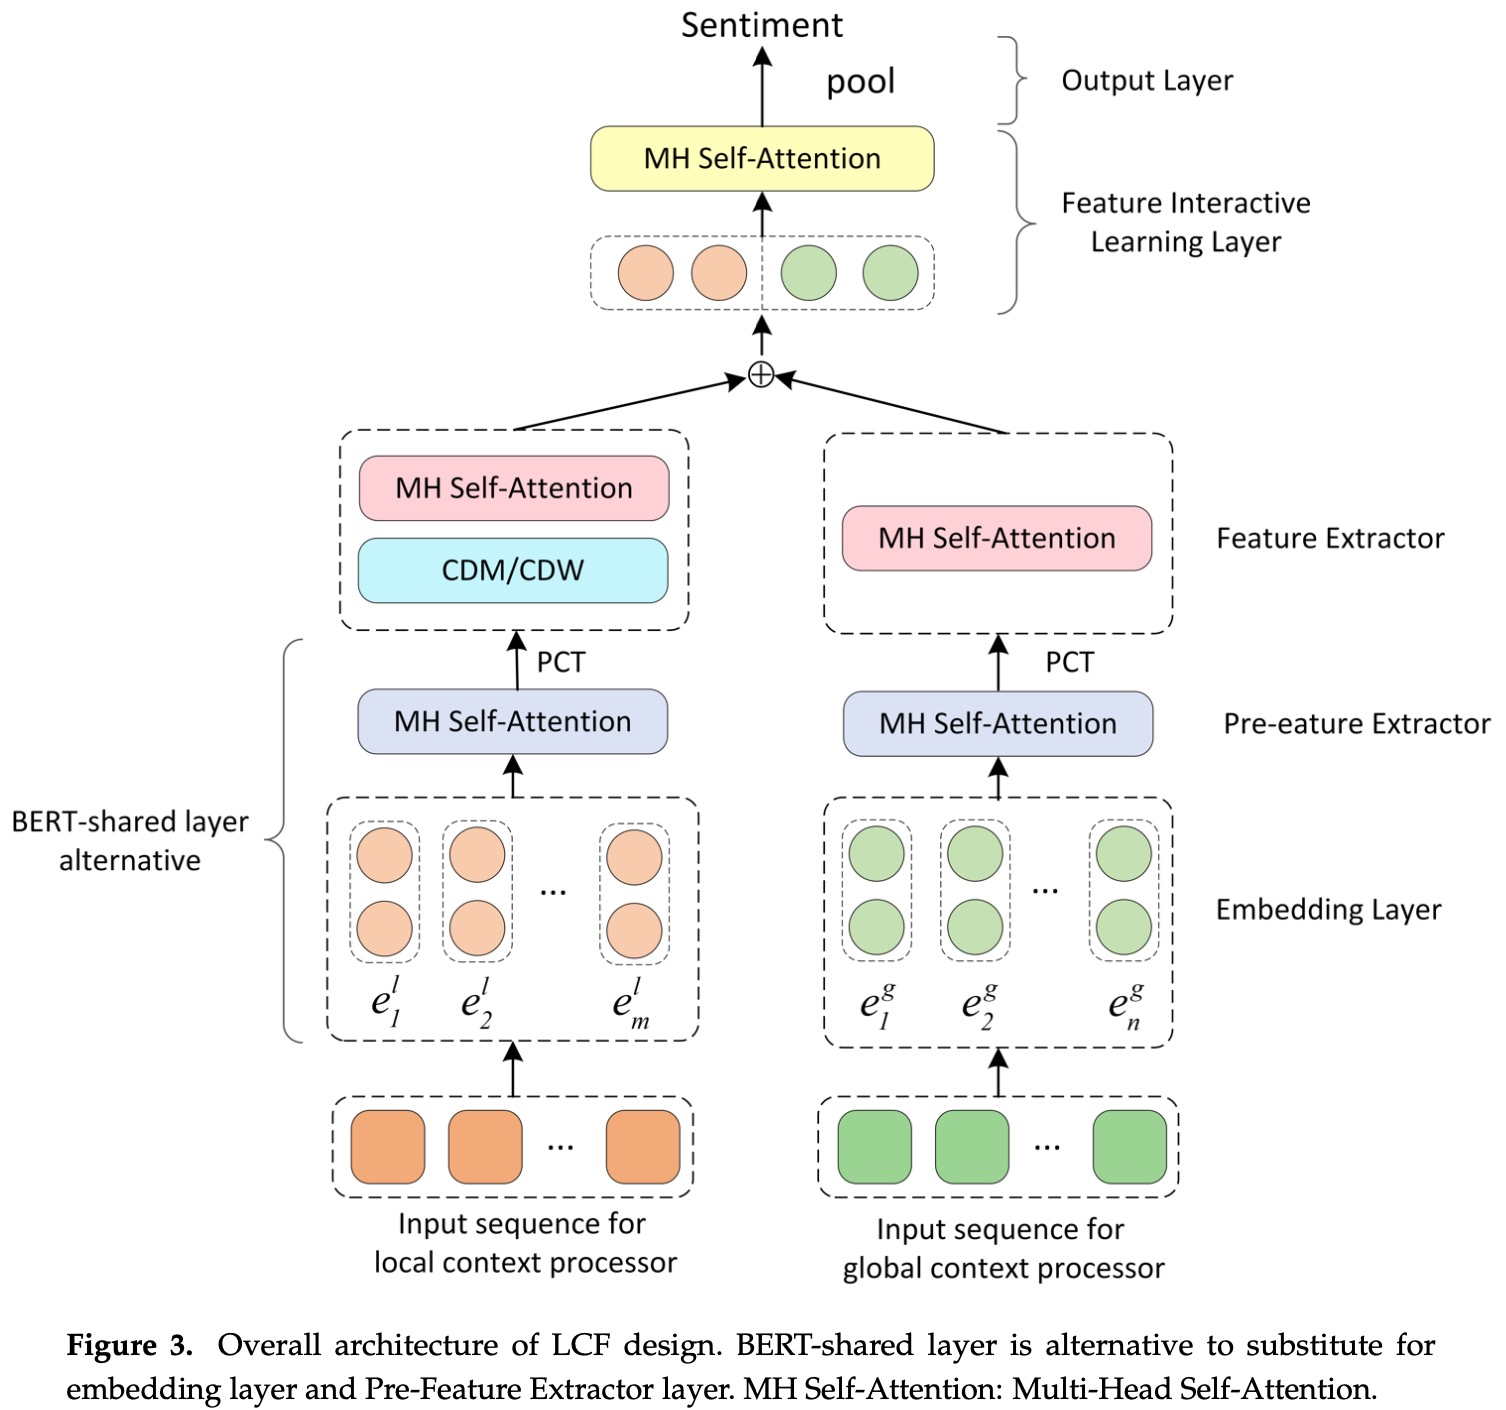 Sentiment
pool
Output Layer
MH Self-Attention
Feature Interactive
Learning Layer
MH Self-Attention
CDM/CDW
MH Self-Attention
Feature Extractor
PCT
PCT
MH Self-Attention
MH Self-Attention
Pre-eature Extractor
BERT-shared layer
alternative
...
...
Embedding Layer
e_1^l e_2^l e_m^l
e_1^g e_2^g e_n^g
...
...
Input sequence for
local context processor
Input sequence for
global context processor
Figure 3. Overall architecture of LCF design. BERT-shared layer is alternative to substitute for
embedding layer and Pre-Feature Extractor layer. MH Self-Attention: Multi-Head Self-Attention.